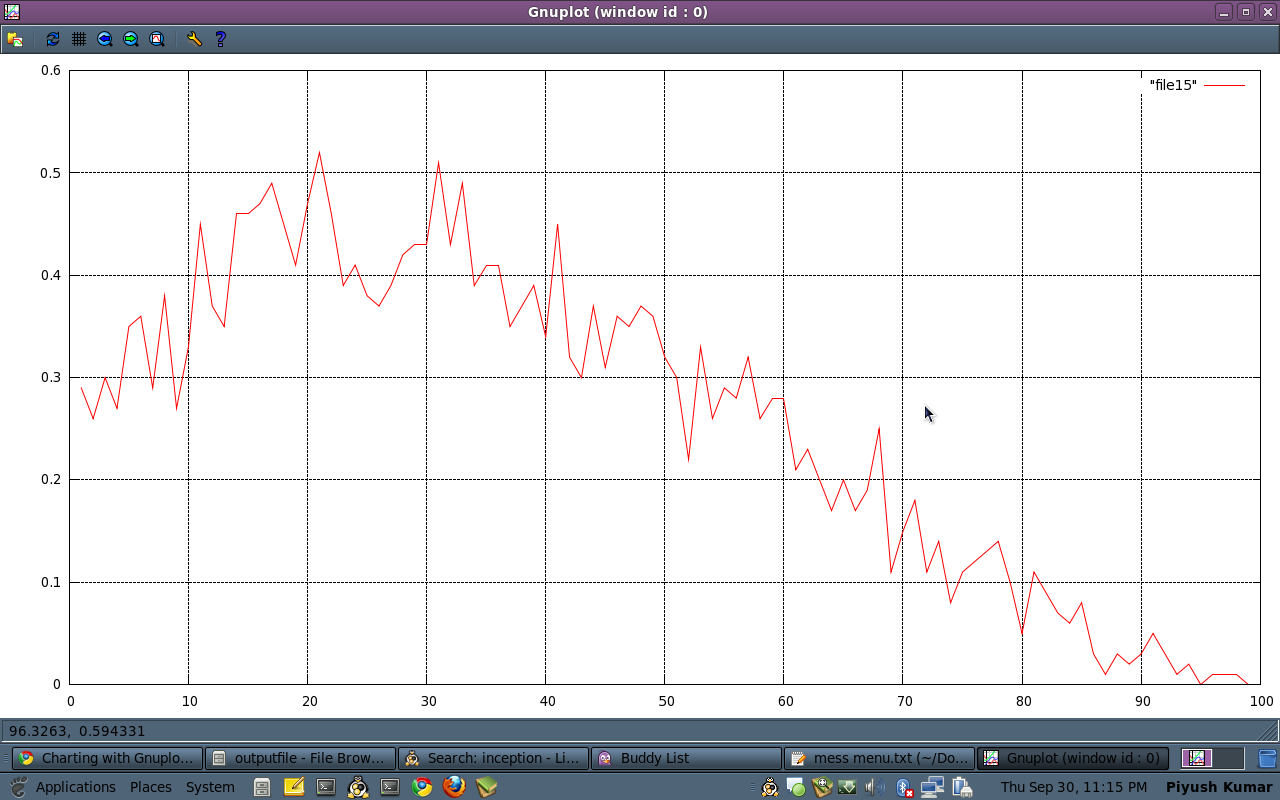 Gnuplot (window id : 0)
0.6
"file15"
0.5
0.4
0.3
0.2
0.1
0
0 10 20 30 40 50 60 70 80 90 100
96.3263, 0.594331
Charting with Gnuplo... outputfile - File Brow... Search: inception - Li... Buddy List mess menu.txt (~/Do... Gnuplot (window id : 0)
Applications Places System Thu Sep 30, 11:15 PM Piyush Kumar